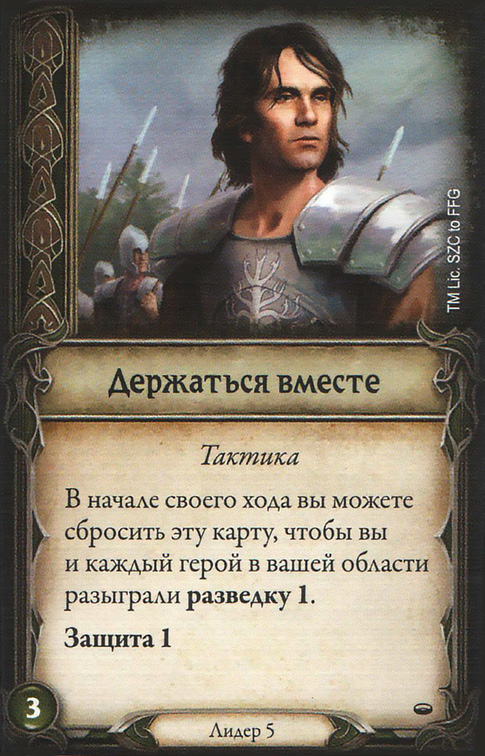 TM Lic. SZC to FFG
Держаться вместе
Тактика
В начале своего хода вы можете
сбросить эту карту, чтобы вы
и каждый герой в вашей области
разыграли разведку 1.
Защита 1
3
Лидер 5